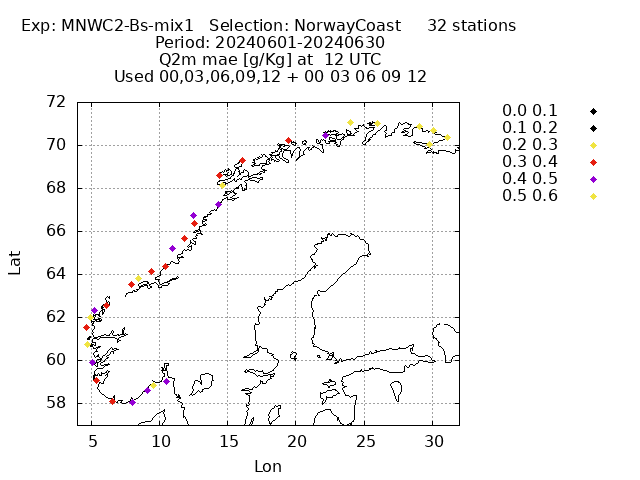 Exp: MNWC2-Bs-mix1 Selection: NorwayCoast 32 stations
Period: 20240601-20240630
Q2m mae [g/Kg] at 12 UTC
Used 00,03,06,09,12 + 00 03 06 09 12
72
70
68
66
64
62
60
58
Lat
5 10 15 20 25 30
Lon
0.0 0.1
0.1 0.2
0.2 0.3
0.3 0.4
0.4 0.5
0.5 0.6